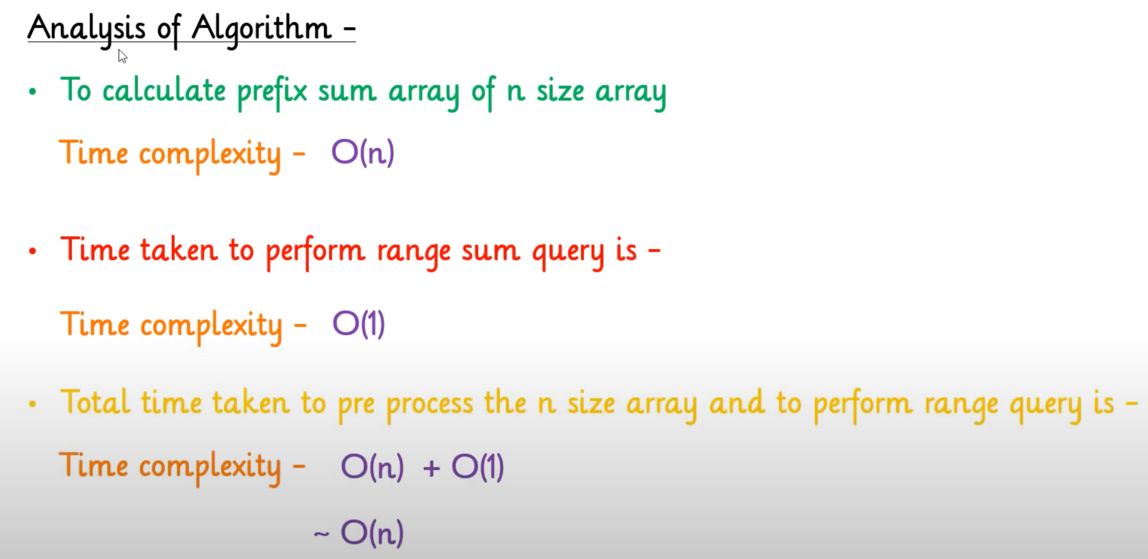 Analysis of Algorithm -
• To calculate prefix sum array of n size array
Time complexity - O(n)
• Time taken to perform range sum query is -
Time complexity - O(1)
• Total time taken to pre process the n size array and to perform range query is -
Time complexity - O(n) + O(1)
~ O(n)